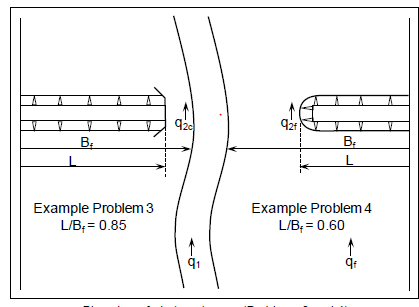 q2c
q2f
Bf
Bf
L
L
Example Problem 3
L/Bf = 0.85
Example Problem 4
L/Bf = 0.60
q1
qf